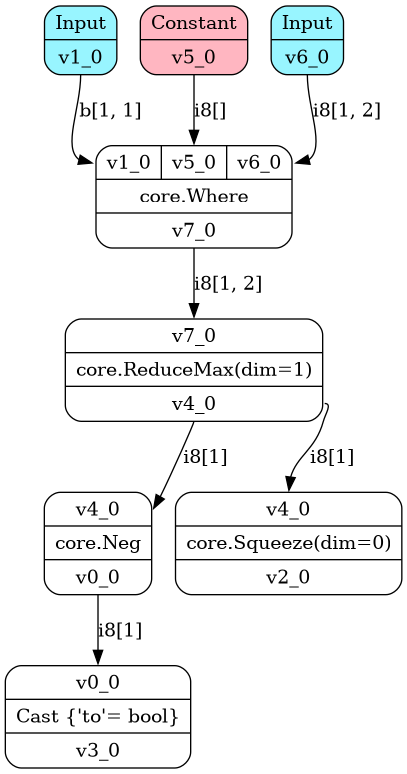 Input
v1_0
Constant
v5_0
Input
v6_0
b[1, 1]
i8[]
i8[1, 2]
v1_0 v5_0 v6_0
core.Where
v7_0
i8[1, 2]
v7_0
core.ReduceMax(dim=1)
v4_0
i8[1]
i8[1]
v4_0
core.Neg
v0_0
v4_0
core.Squeeze(dim=0)
v2_0
i8[1]
v0_0
Cast {'to'= bool}
v3_0